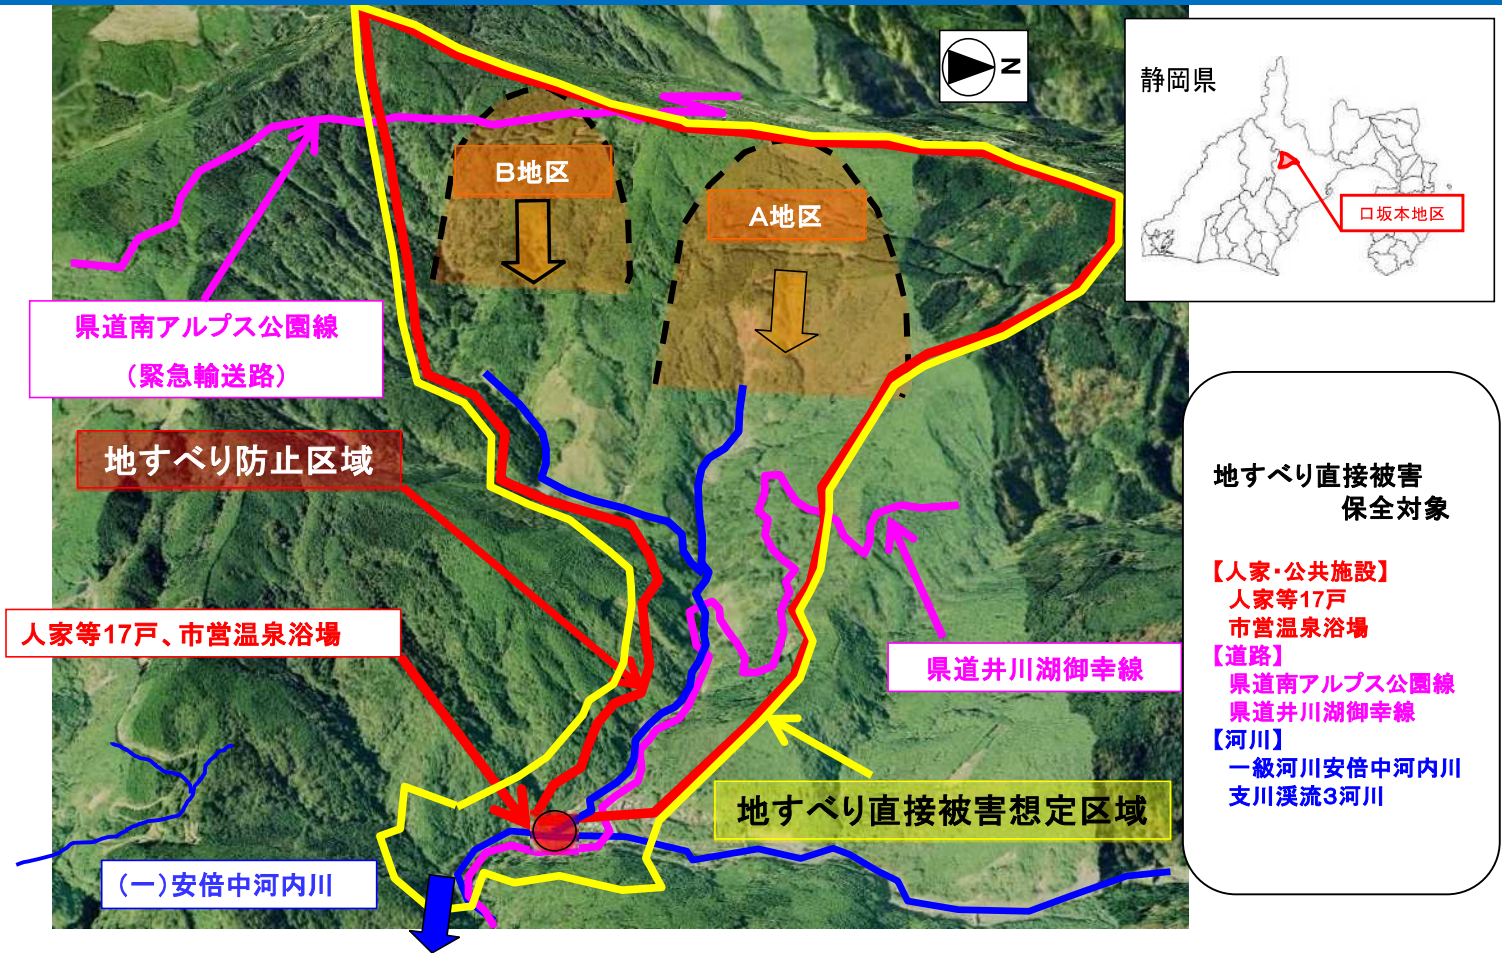 N
静岡県
口坂本地区
B地区
A地区
県道南アルプス公園線
(緊急輸送路)
地すべり防止区域
人家等17戸、市営温泉浴場
県道井川湖御幸線
地すべり直接被害想定区域
(一)安倍中河内川
地すべり直接被害
保全対象
【人家・公共施設】
人家等17戸
市営温泉浴場
【道路】
県道南アルプス公園線
県道井川湖御幸線
【河川】
一級河川安倍中河内川
支川渓流3河川